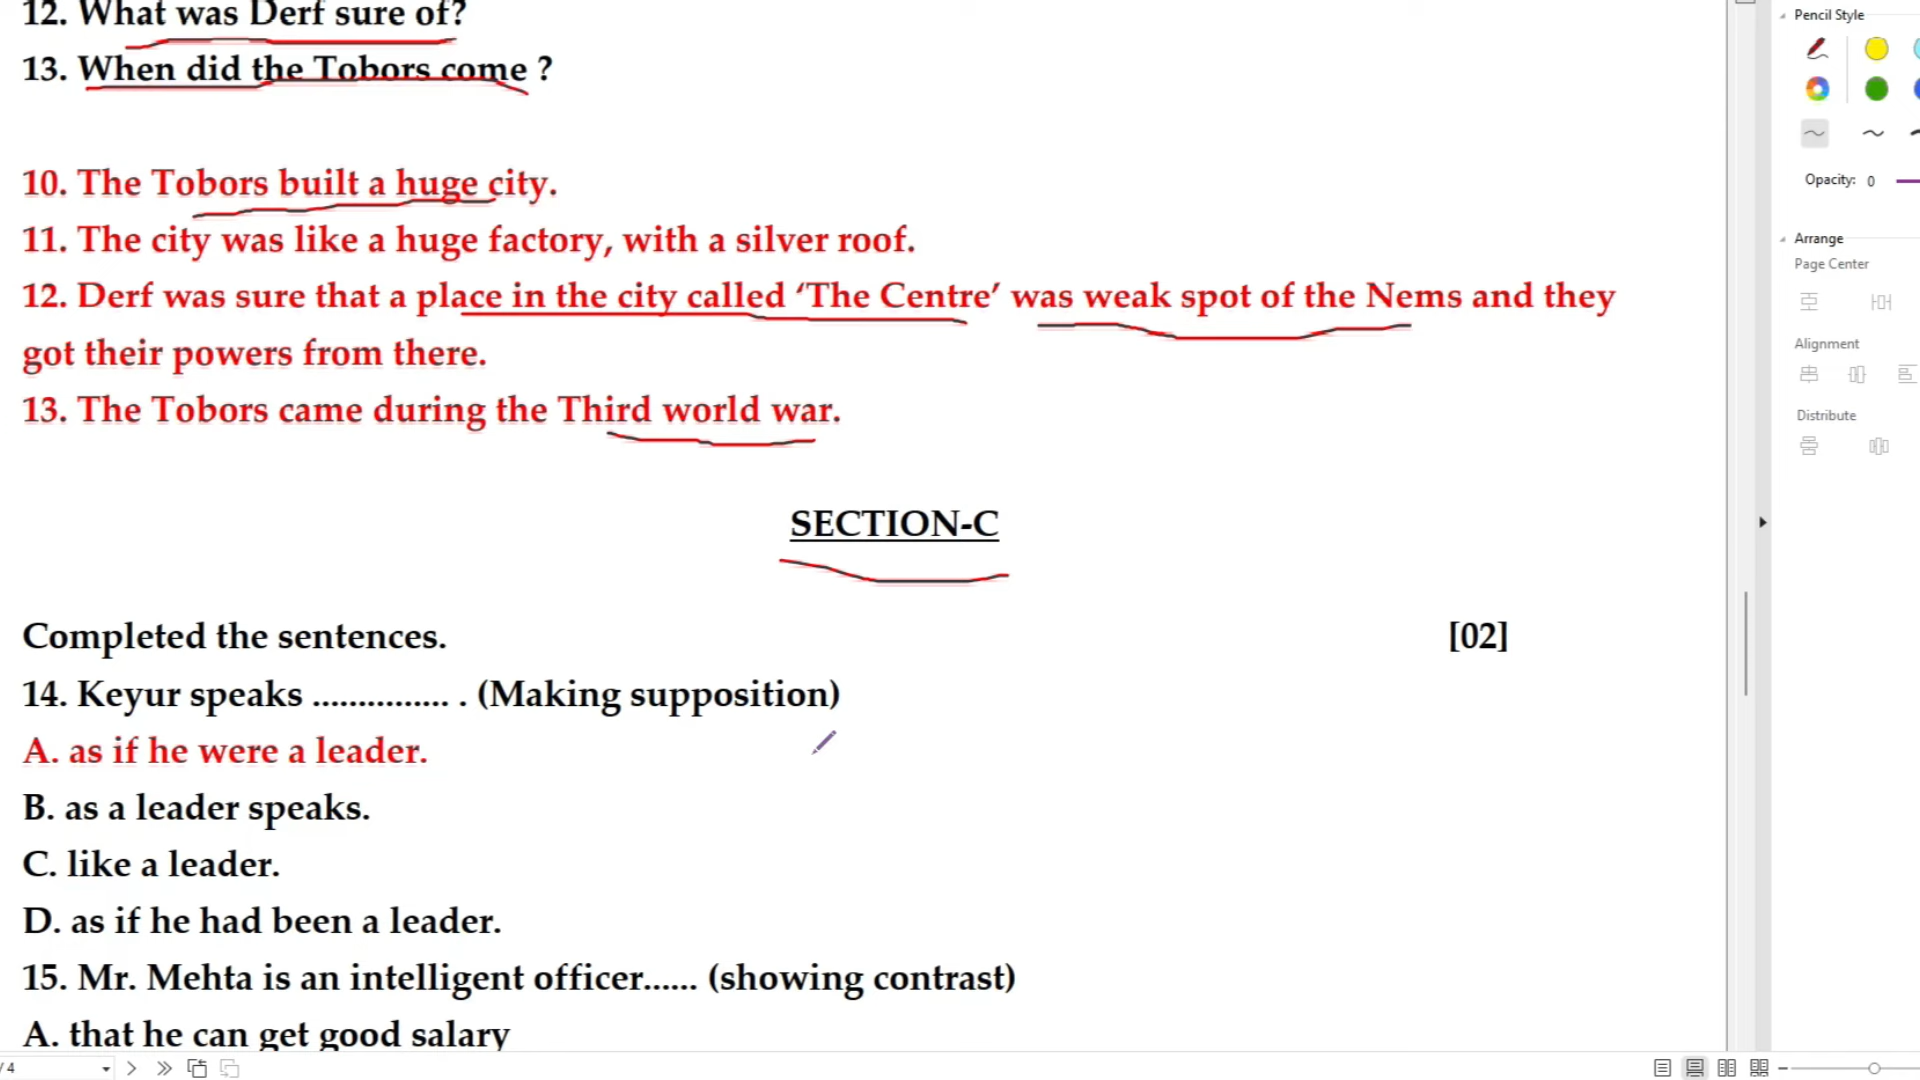 12. What was Derf sure of?
13. When did the Tobors come ?
10. The Tobors built a huge city.
11. The city was like a huge factory, with a silver roof.
12. Derf was sure that a place in the city called ‘The Centre’ was weak spot of the Nems and they
got their powers from there.
13. The Tobors came during the Third world war.
SECTION-C
Completed the sentences. [02]
14. Keyur speaks ............... . (Making supposition)
A. as if he were a leader.
B. as a leader speaks.
C. like a leader.
D. as if he had been a leader.
15. Mr. Mehta is an intelligent officer...... (showing contrast)
A. that he can get good salary
Pencil Style
Opacity: 0
Arrange
Page Center
Alignment
Distribute
/4